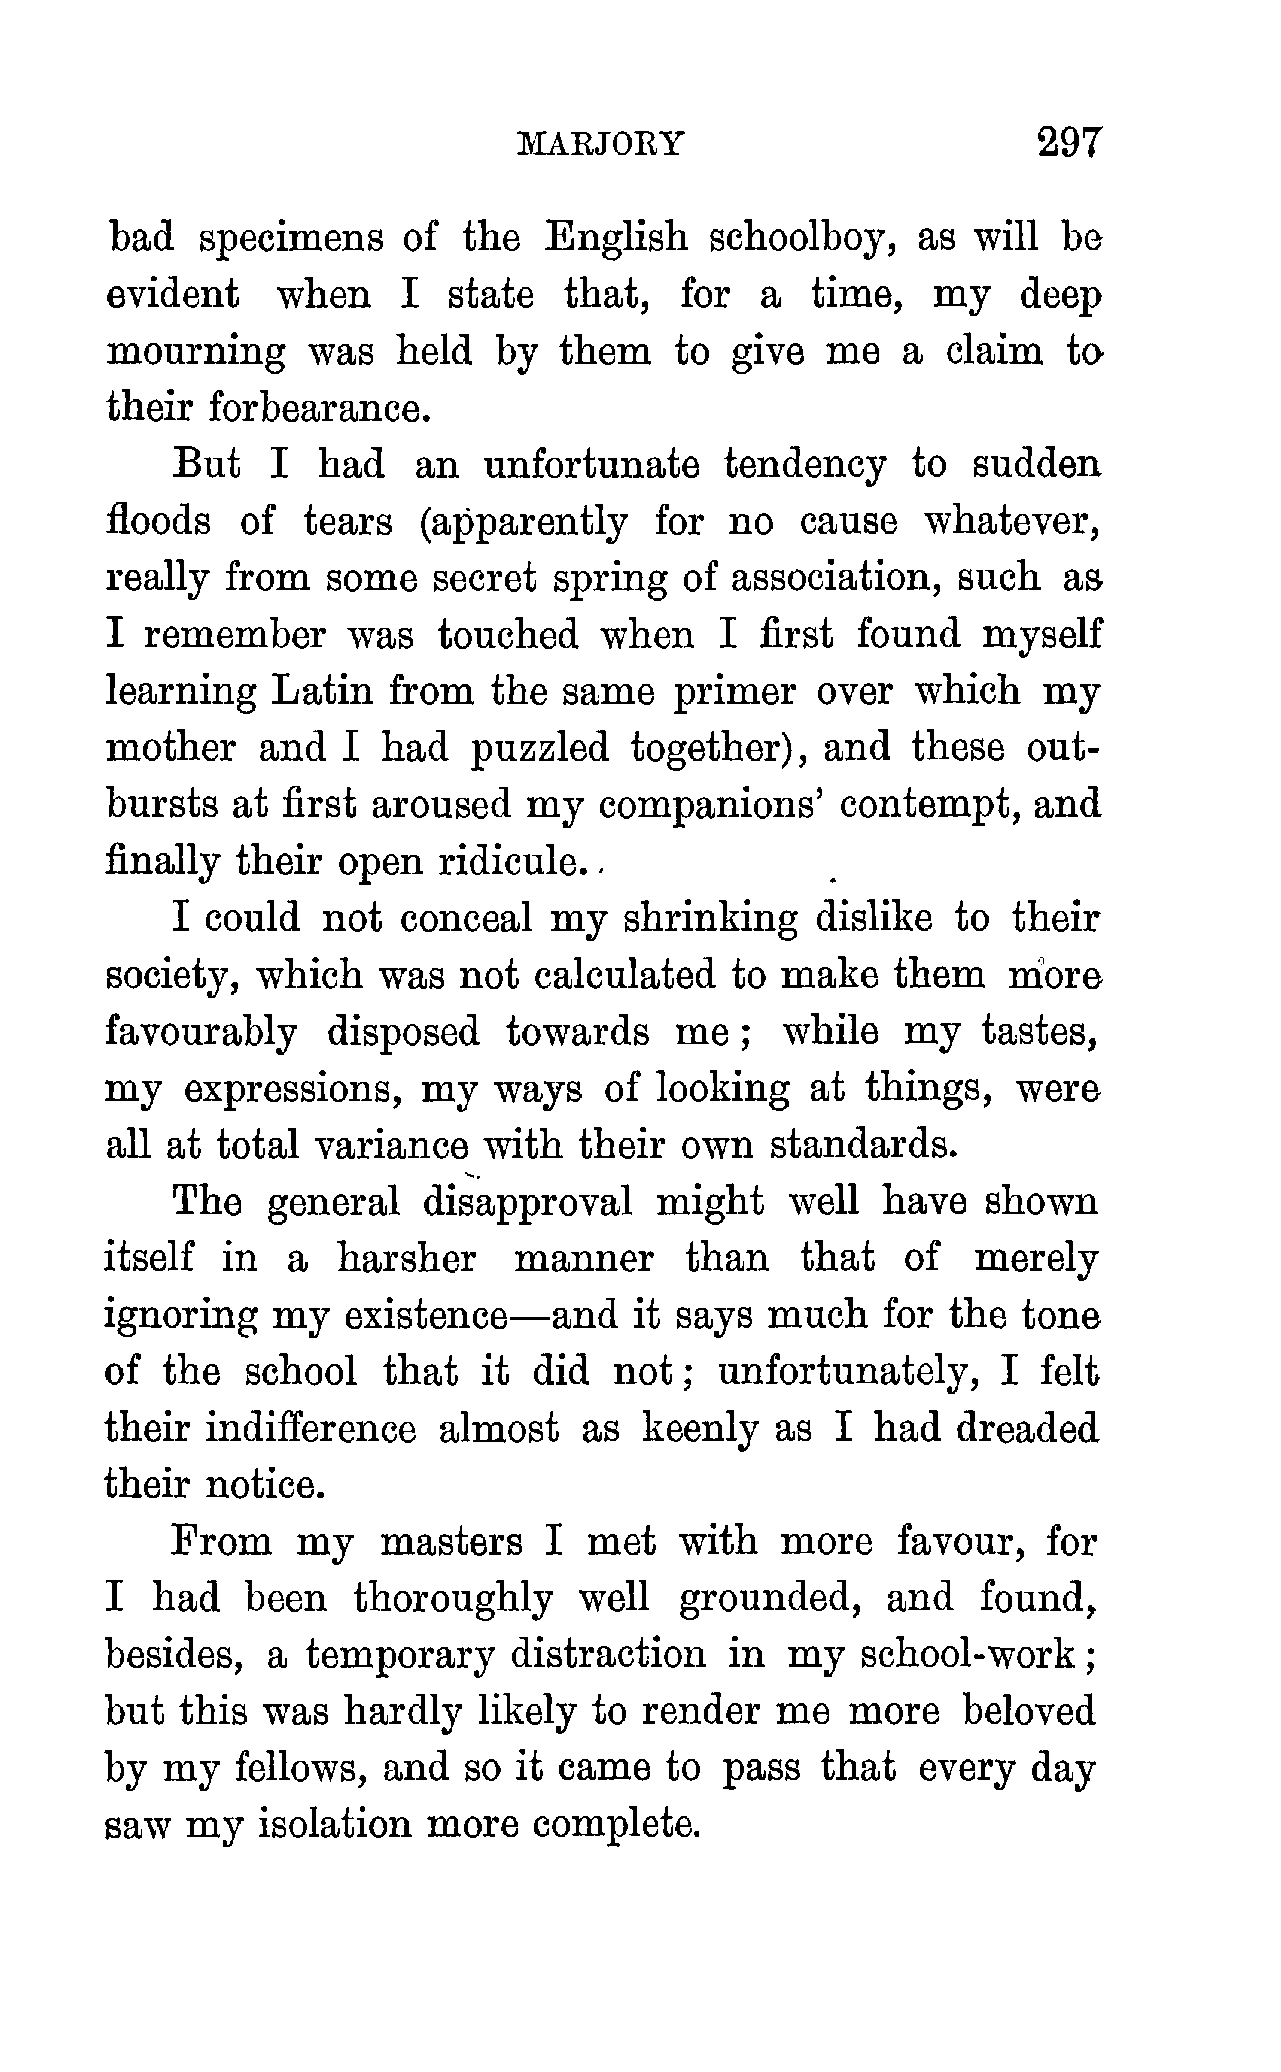 MARJORY 297
bad specimens of the English schoolboy, as will be
evident when I state that, for a time, my deep
mourning was held by them to give me a claim to
their forbearance.
But I had an unfortunate tendency to sudden
floods of tears (apparently for no cause whatever,
really from some secret spring of association, such as
I remember was touched when I first found myself
learning Latin from the same primer over which my
mother and I had puzzled together), and these out-
bursts at first aroused my companions' contempt, and
finally their open ridicule.
I could not conceal my shrinking dislike to their
society, which was not calculated to make them more
favourably disposed towards me; while my tastes,
my expressions, my ways of looking at things, were
all at total variance with their own standards.
The general disapproval might well have shown
itself in a harsher manner than that of merely
ignoring my existence—and it says much for the tone
of the school that it did not; unfortunately, I felt
their indifference almost as keenly as I had dreaded
their notice.
From my masters I met with more favour, for
I had been thoroughly well grounded, and found,
besides, a temporary distraction in my school-work;
but this was hardly likely to render me more beloved
by my fellows, and so it came to pass that every day
saw my isolation more complete.